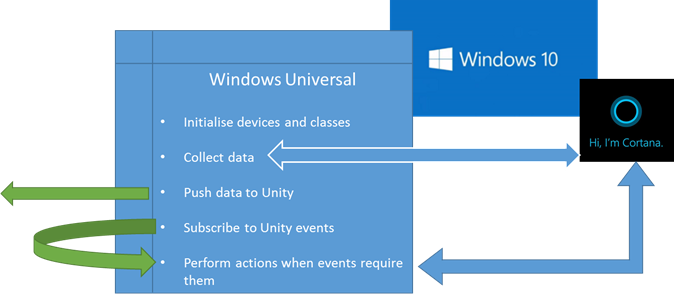 Windows 10
Windows Universal
Hi, I'm Cortana.
• Initialise devices and classes
• Collect data
• Push data to Unity
• Subscribe to Unity events
• Perform actions when events require
them